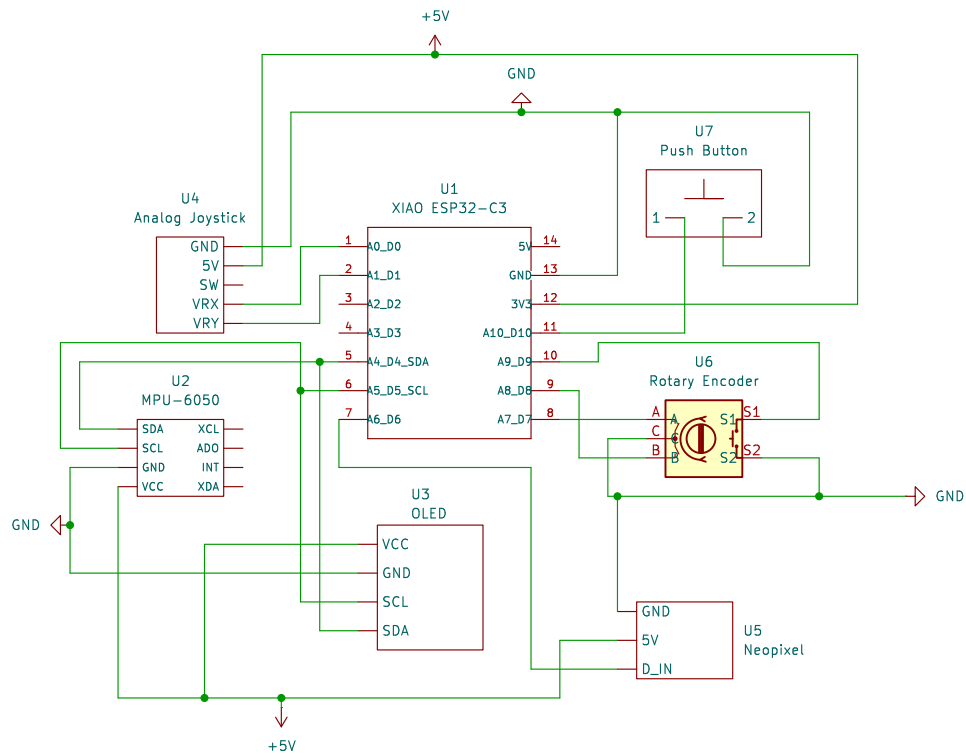 +5V
GND
U7
Push Button
1
2
U4
Analog Joystick
GND
5V
SW
VRX
VRY
U1
XIAO ESP32-C3
1
A0_D0
2
A1_D1
3
A2_D2
4
A3_D3
5
A4_D4_SDA
6
A5_D5_SCL
7
A6_D6
5V
14
GND
13
3V3
12
A10_D10
11
A9_D9
10
A8_D8
9
A7_D7
8
U2
MPU-6050
SDA
SCL
GND
VCC
XCL
ADO
INT
XDA
U6
Rotary Encoder
A
A
C
C
B
B
S1
S1
S2
S2
GND
GND
U3
OLED
VCC
GND
SCL
SDA
GND
5V
D_IN
U5
Neopixel
+5V